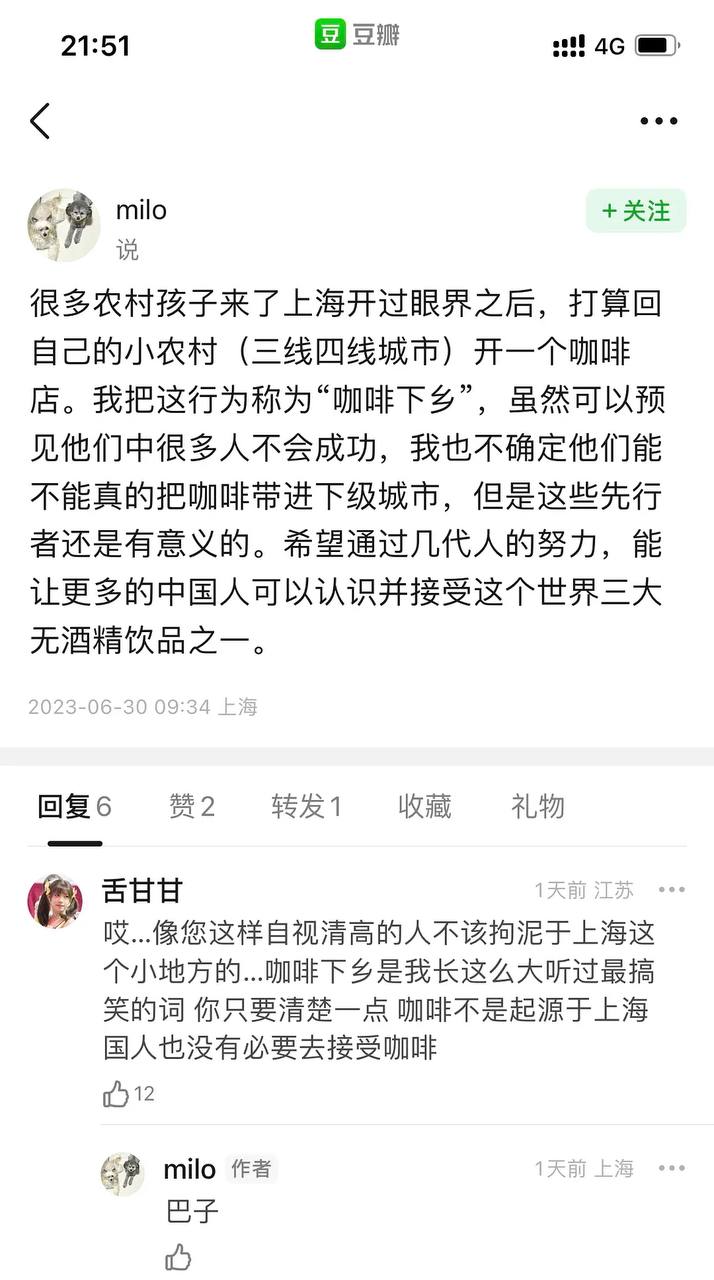 21:51
豆 豆瓣
4G
milo
说
+ 关注
很多农村孩子来了上海开过眼界之后，打算回
自己的小农村（三线四线城市）开一个咖啡
店。我把这行为称为“咖啡下乡”，虽然可以预
见他们中很多人不会成功，我也不确定他们能
不能真的把咖啡带进下级城市，但是这些先行
者还是有意义的。希望通过几代人的努力，能
让更多的中国人可以认识并接受这个世界三大
无酒精饮品之一。
2023-06-30 09:34 上海
回复 6 赞 2 转发 1 收藏 礼物
舌甘甘 1天前 江苏
哎...像您这样自视清高的人不该拘泥于上海这
个小地方的...咖啡下乡是我长这么大听过最搞
笑的词 你只要清楚一点 咖啡不是起源于上海
国人也没有必要去接受咖啡
12
milo 作者 1天前 上海
巴子